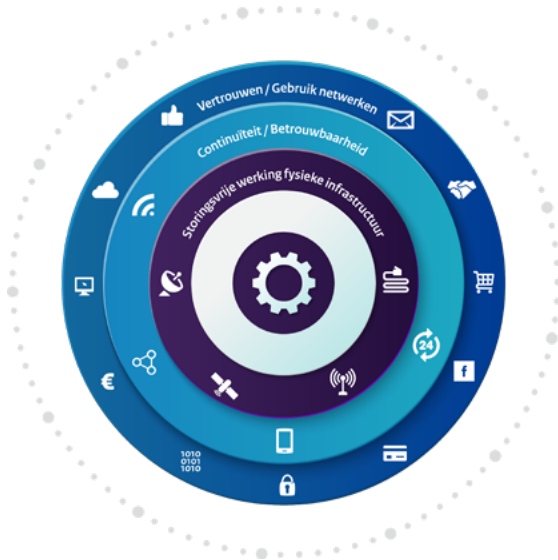 Vertrouwen / Gebruik netwerken
Continuïteit / Betrouwbaarheid
Storingsvrije werking fysieke infrastructuur
24
f
€
1010
0101
1010